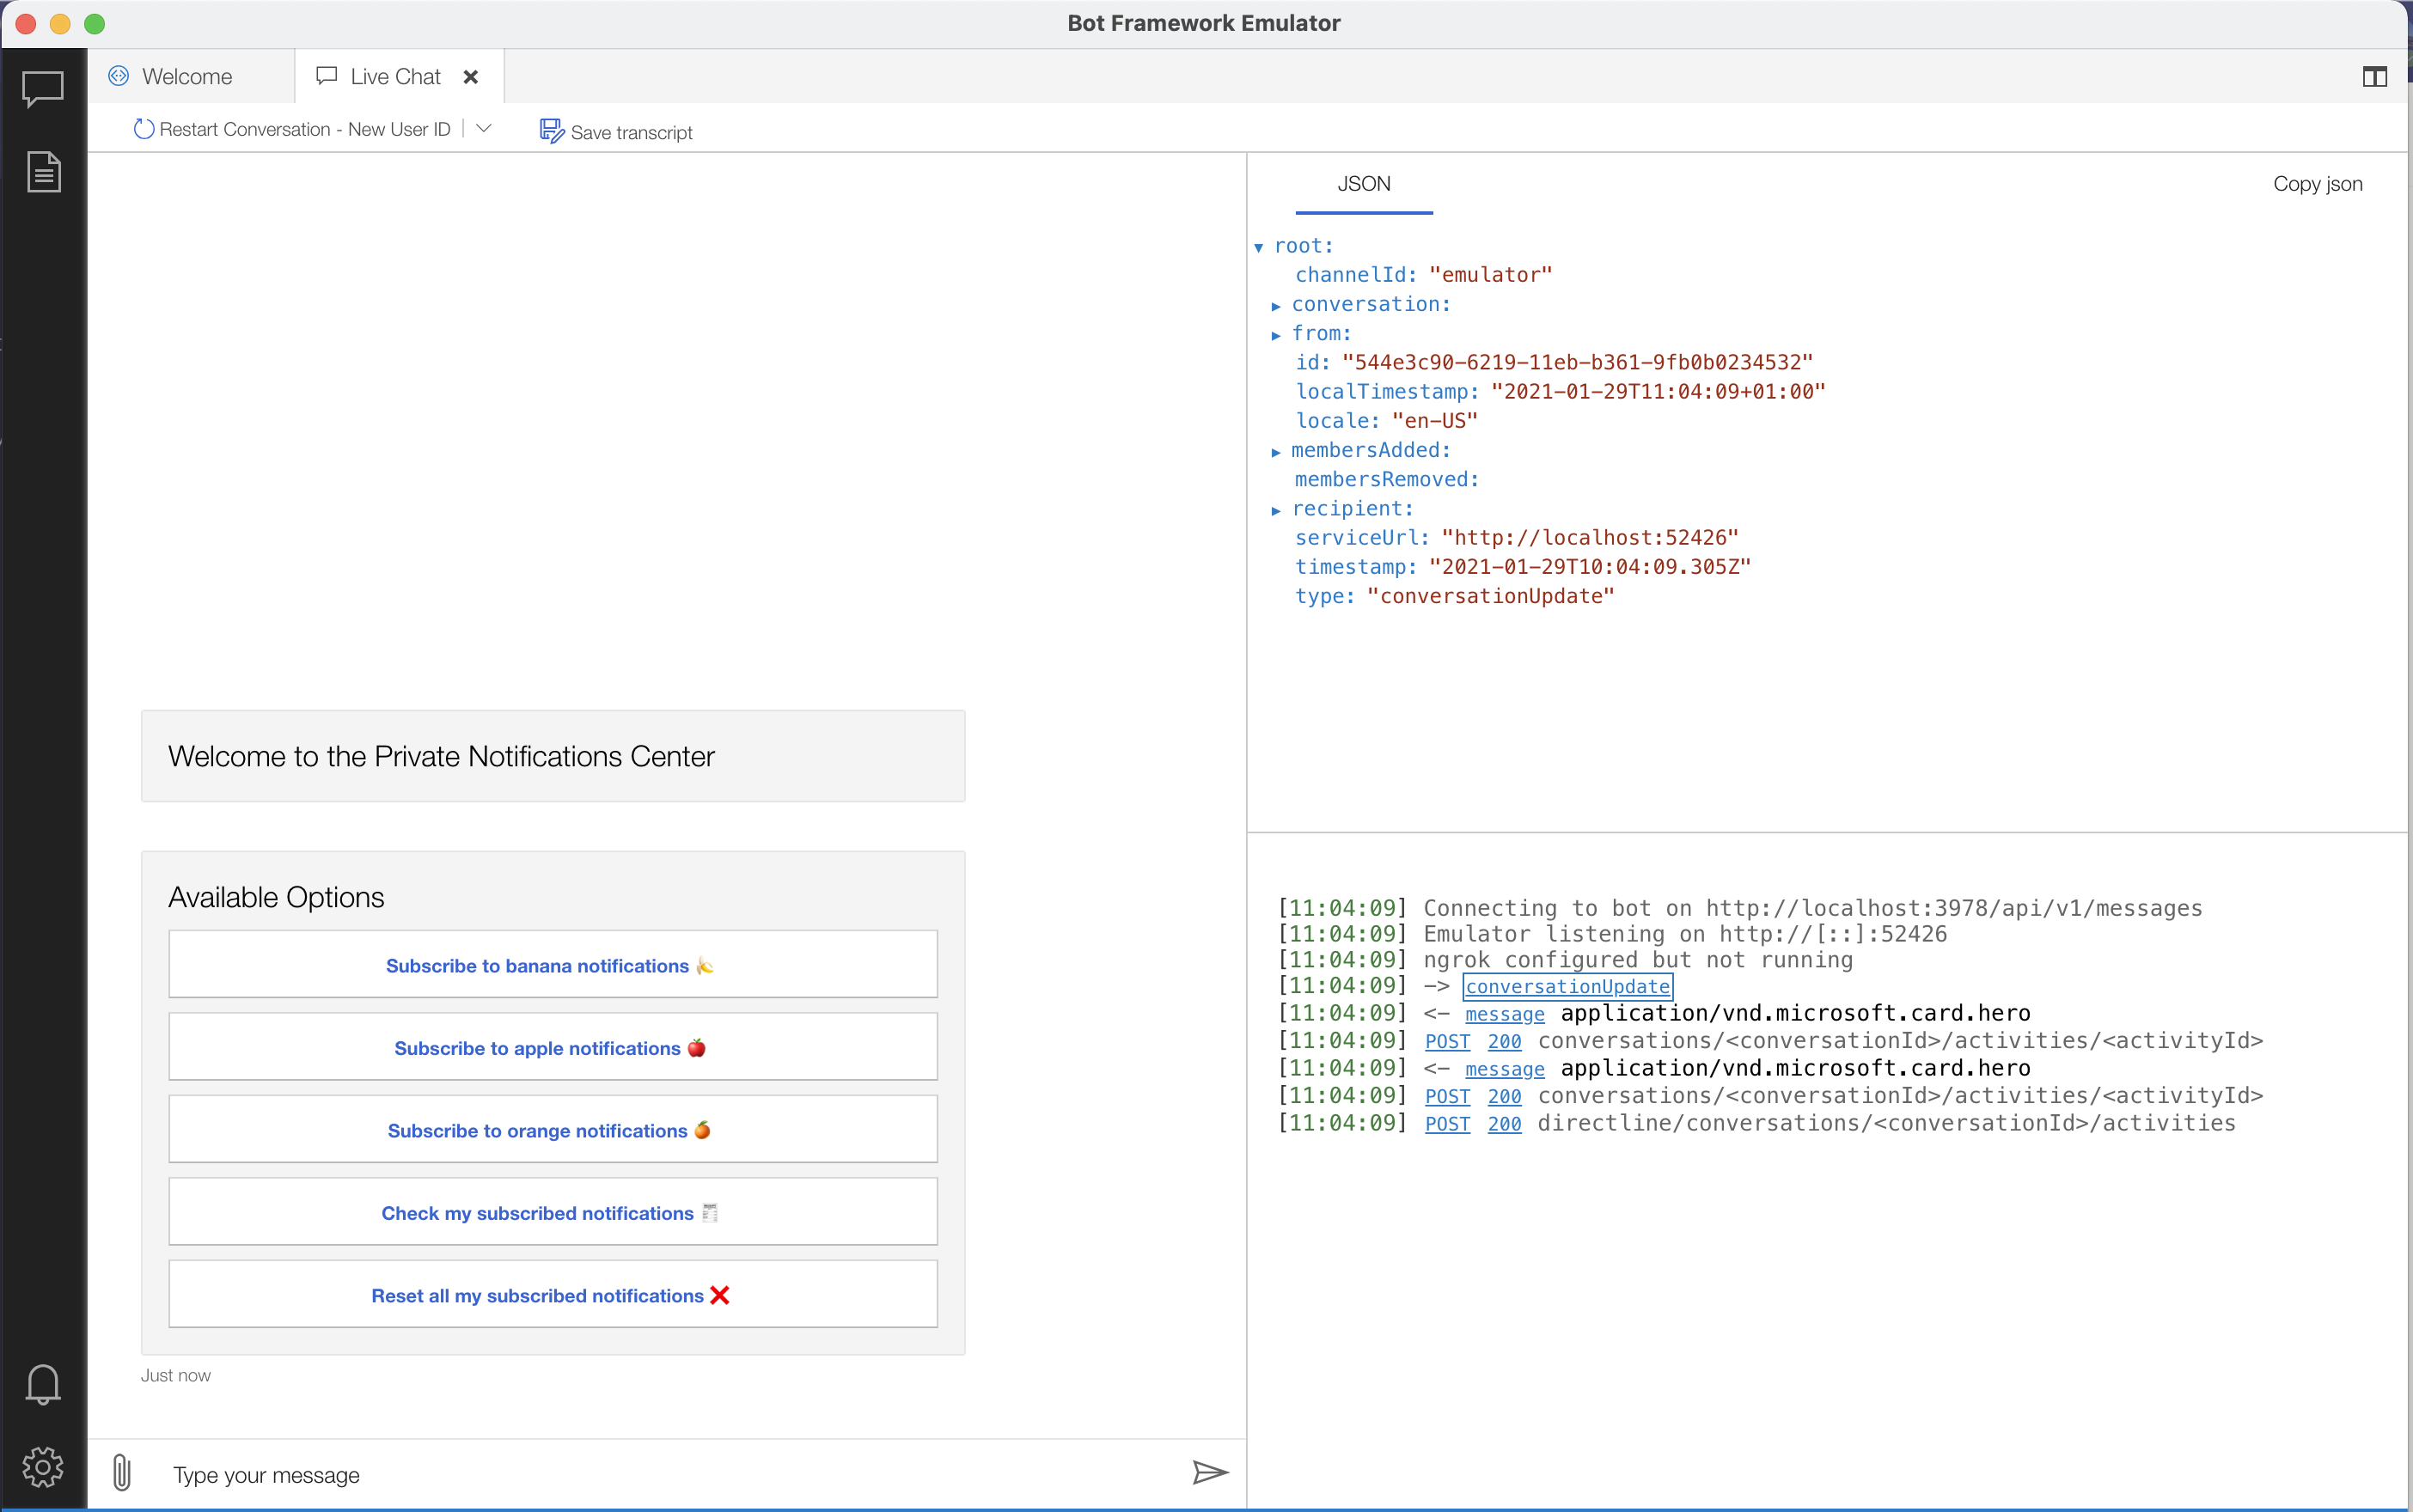 Bot Framework Emulator
Welcome
Live Chat
Restart Conversation - New User ID
Save transcript
Welcome to the Private Notifications Center
Available Options
Subscribe to banana notifications 🍌
Subscribe to apple notifications 🍎
Subscribe to orange notifications 🍊
Check my subscribed notifications 🧾
Reset all my subscribed notifications ❌
Just now
Type your message
JSON
Copy json
root:
channelId: "emulator"
conversation:
from:
id: "544e3c90-6219-11eb-b361-9fb0b0234532"
localTimestamp: "2021-01-29T11:04:09+01:00"
locale: "en-US"
membersAdded:
membersRemoved:
recipient:
serviceUrl: "http://localhost:52426"
timestamp: "2021-01-29T10:04:09.305Z"
type: "conversationUpdate"
[11:04:09] Connecting to bot on http://localhost:3978/api/v1/messages
[11:04:09] Emulator listening on http://[::]:52426
[11:04:09] ngrok configured but not running
[11:04:09] -> conversationUpdate
[11:04:09] <- message application/vnd.microsoft.card.hero
[11:04:09] POST 200 conversations/<conversationId>/activities/<activityId>
[11:04:09] <- message application/vnd.microsoft.card.hero
[11:04:09] POST 200 conversations/<conversationId>/activities/<activityId>
[11:04:09] POST 200 directline/conversations/<conversationId>/activities